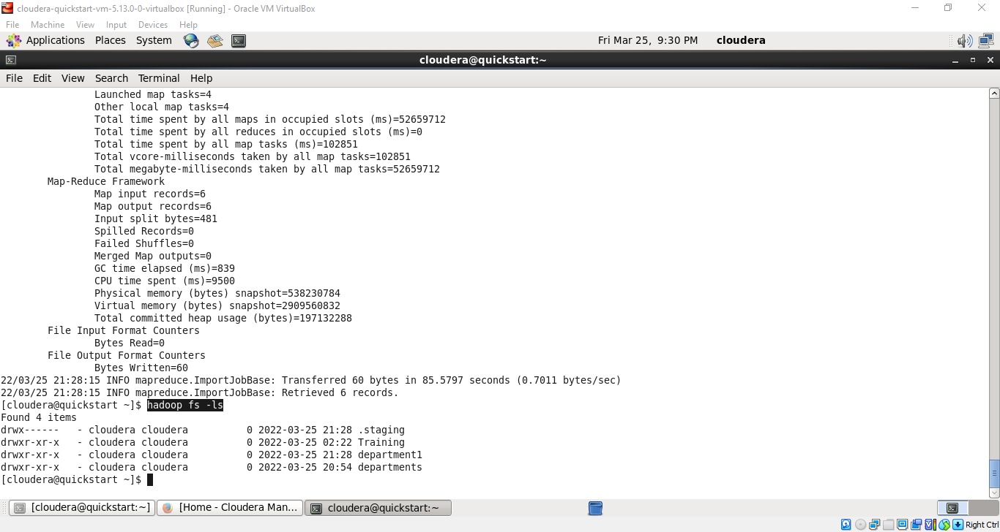 cloudera-quickstart-vm-5.13.0-0-virtualbox [Running] - Oracle VM VirtualBox
File Machine View Input Devices Help
Applications Places System Fri Mar 25, 9:30 PM cloudera
cloudera@quickstart:~
File Edit View Search Terminal Help
Launched map tasks=4
Other local map tasks=4
Total time spent by all maps in occupied slots (ms)=52659712
Total time spent by all reduces in occupied slots (ms)=0
Total time spent by all map tasks (ms)=102851
Total vcore-milliseconds taken by all map tasks=102851
Total megabyte-milliseconds taken by all map tasks=52659712
Map-Reduce Framework
Map input records=6
Map output records=6
Input split bytes=481
Spilled Records=0
Failed Shuffles=0
Merged Map outputs=0
GC time elapsed (ms)=839
CPU time spent (ms)=9500
Physical memory (bytes) snapshot=538230784
Virtual memory (bytes) snapshot=2909560832
Total committed heap usage (bytes)=197132288
File Input Format Counters
Bytes Read=0
File Output Format Counters
Bytes Written=60
22/03/25 21:28:15 INFO mapreduce.ImportJobBase: Transferred 60 bytes in 85.5797 seconds (0.7011 bytes/sec)
22/03/25 21:28:15 INFO mapreduce.ImportJobBase: Retrieved 6 records.
[cloudera@quickstart ~]$ hadoop fs -ls
Found 4 items
drwx------ - cloudera cloudera 0 2022-03-25 21:28 .staging
drwxr-xr-x - cloudera cloudera 0 2022-03-25 02:22 Training
drwxr-xr-x - cloudera cloudera 0 2022-03-25 21:28 department1
drwxr-xr-x - cloudera cloudera 0 2022-03-25 20:54 departments
[cloudera@quickstart ~]$
[cloudera@quickstart:~] [Home - Cloudera Man... cloudera@quickstart:~
Right Ctrl